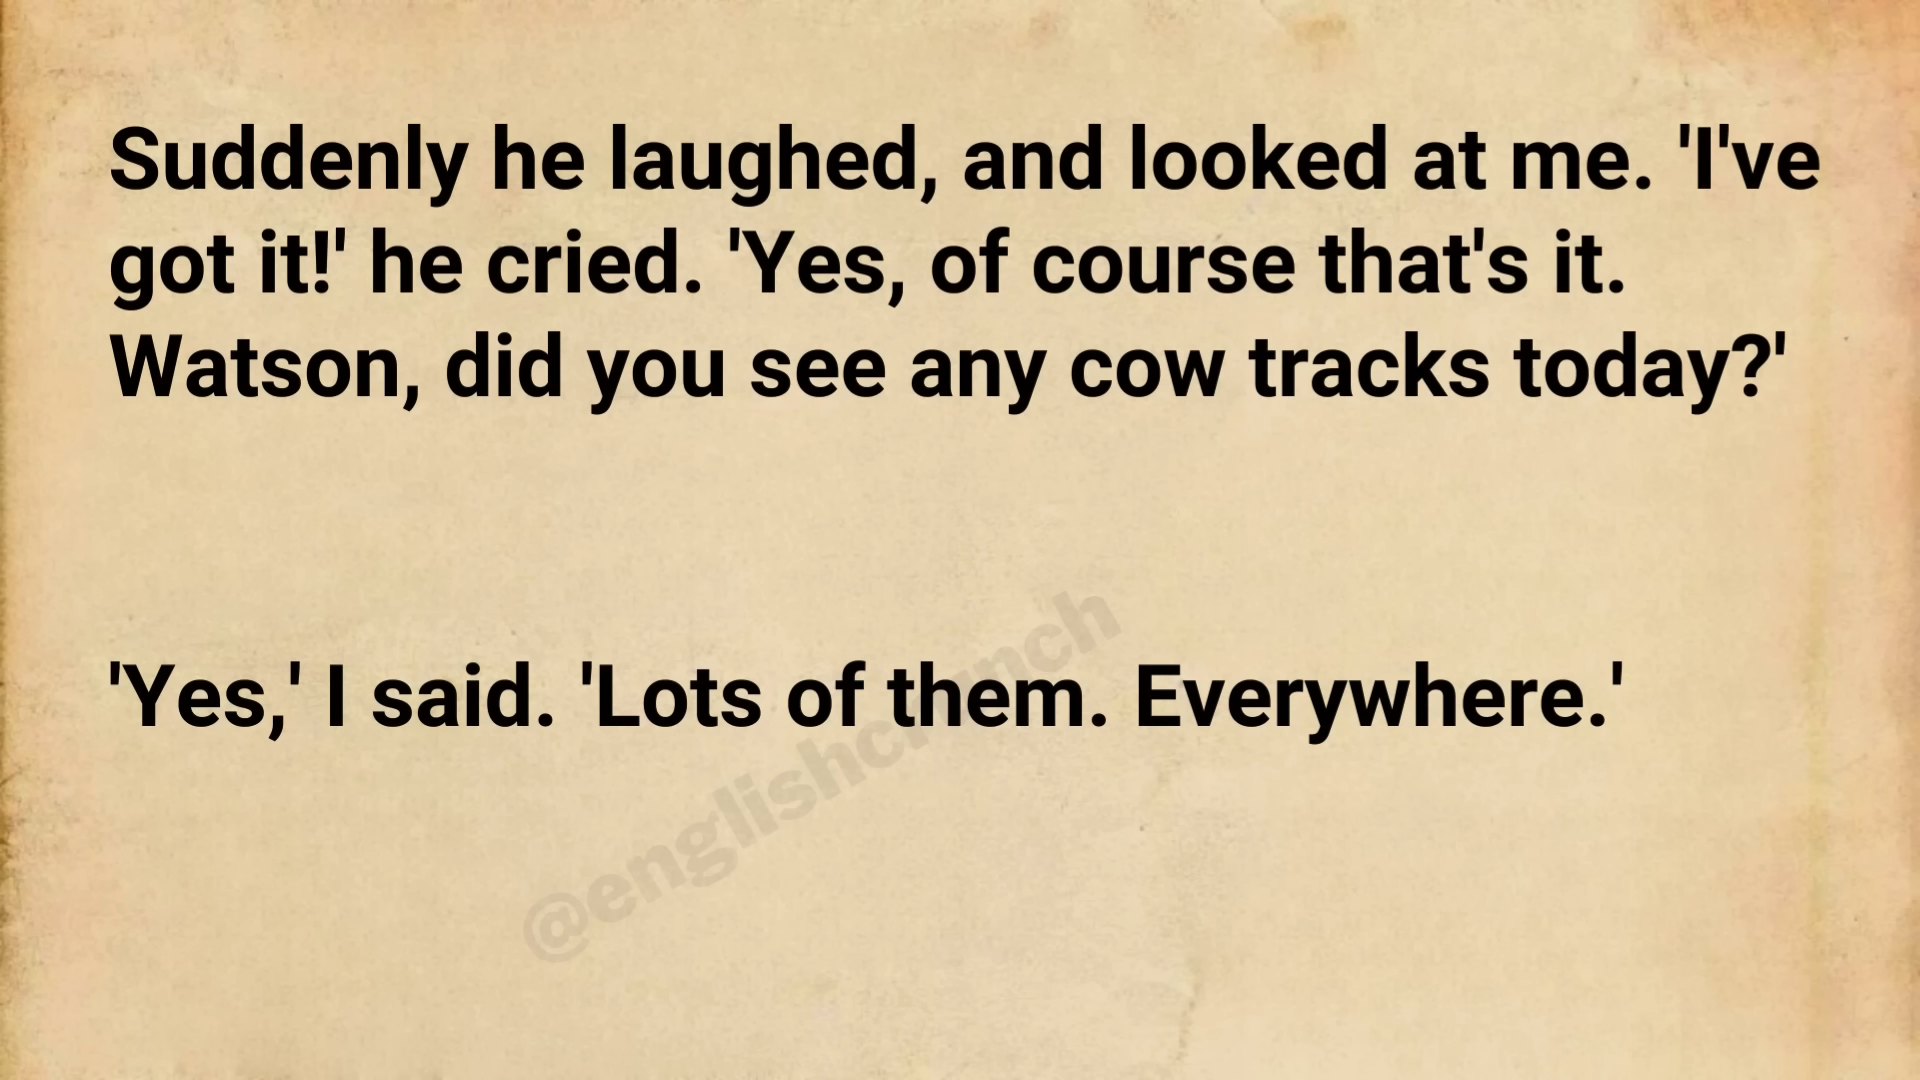 Suddenly he laughed, and looked at me. 'I've
got it!' he cried. 'Yes, of course that's it.
Watson, did you see any cow tracks today?'
'Yes,' I said. 'Lots of them. Everywhere.'